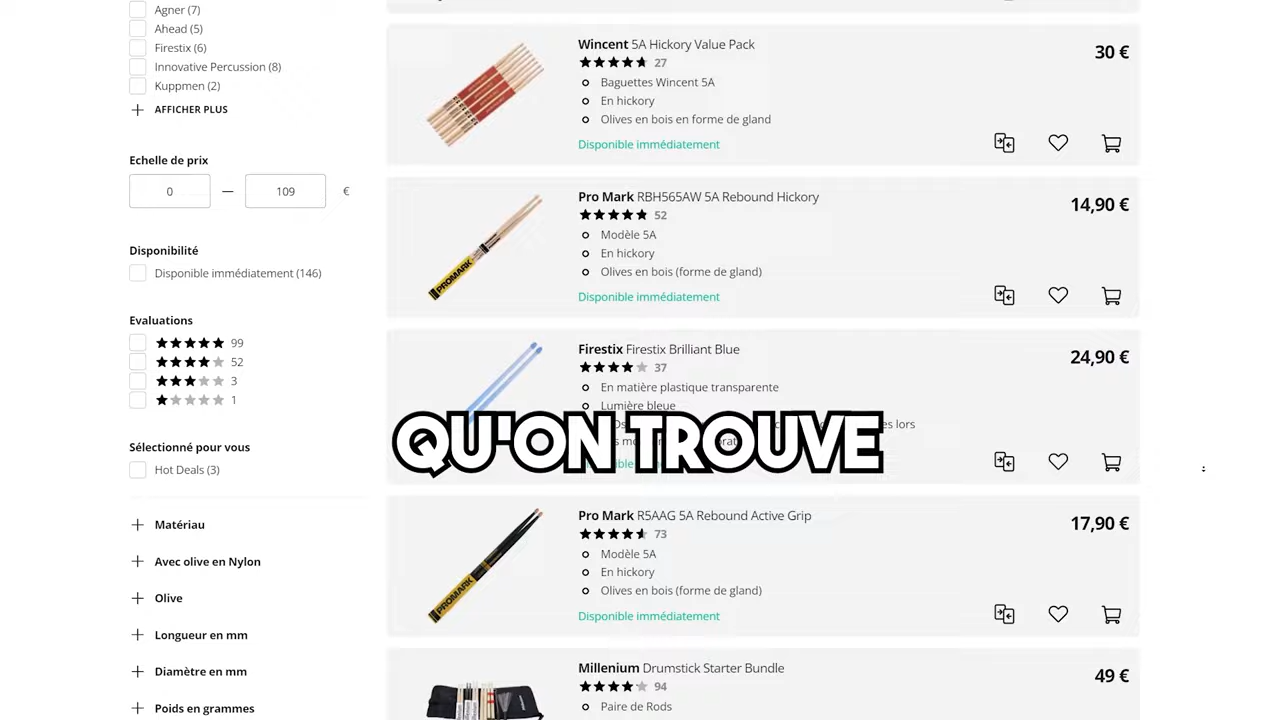 Agner (7)
Ahead (5)
Firestix (6)
Innovative Percussion (8)
Kuppmen (2)
AFFICHER PLUS
Echelle de prix
0 — 109 €
Disponibilité
Disponible immédiatement (146)
Evaluations
99
52
3
1
Sélectionné pour vous
Hot Deals (3)
Matériau
Avec olive en Nylon
Olive
Longueur en mm
Diamètre en mm
Poids en grammes
Wincent 5A Hickory Value Pack
30 €
27
Baguettes Wincent 5A
En hickory
Olives en bois en forme de gland
Disponible immédiatement
Pro Mark RBH565AW 5A Rebound Hickory
14,90 €
52
Modèle 5A
En hickory
Olives en bois (forme de gland)
Disponible immédiatement
PROMARK
Firestix Firestix Brilliant Blue
24,90 €
37
En matière plastique transparente
Lumière bleue
lors
QU'ON TROUVE
Pro Mark R5AAG 5A Rebound Active Grip
17,90 €
73
Modèle 5A
En hickory
Olives en bois (forme de gland)
Disponible immédiatement
PROMARK
Millenium Drumstick Starter Bundle
49 €
94
Paire de Rods